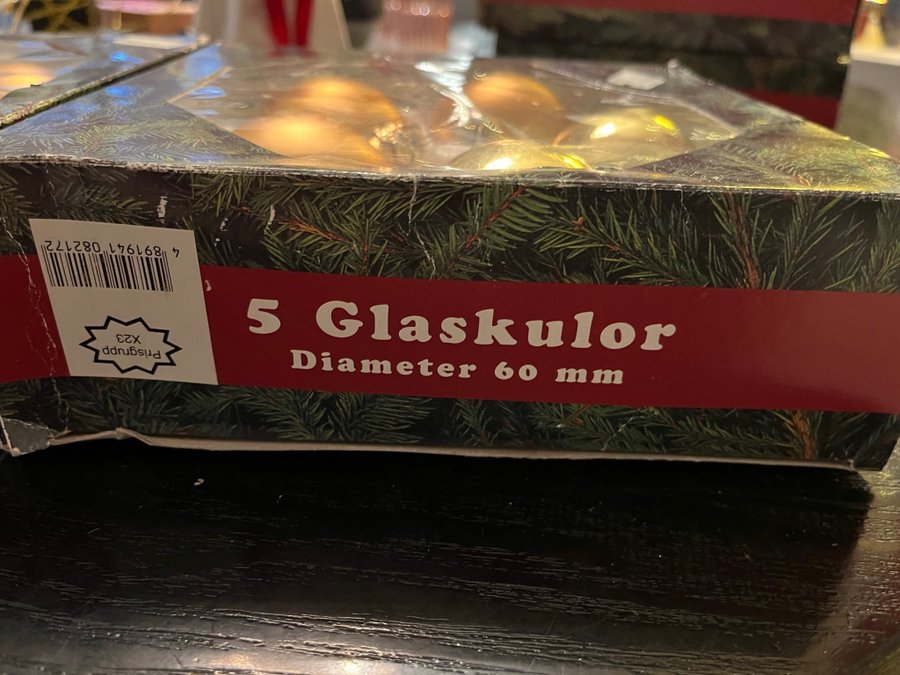 4 891941 082172
Prisgrupp
X23
5 Glaskulor
Diameter 60 mm